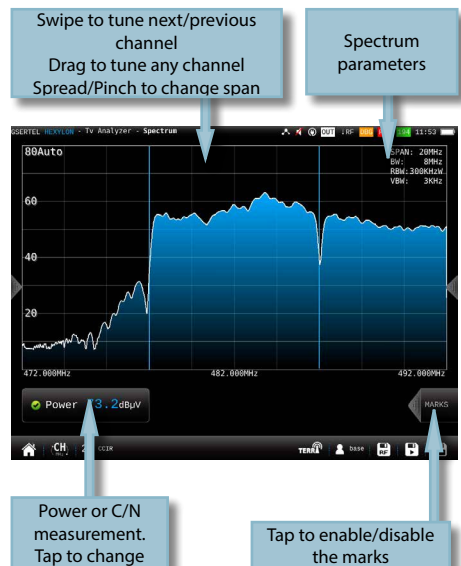 Swipe to tune next/previous
channel
Drag to tune any channel
Spread/Pinch to change span
Spectrum
parameters
GSERTEL HEXYLON - Tv Analyzer - Spectrum
OUT ↓RF 11:53
80Auto
SPAN: 20MHz
BW: 8MHz
RBW:300KHzW
VBW: 3KHz
60
40
20
472.000MHz 482.000MHz 492.000MHz
Power 3.2dBµV
MARKS
CH CCIR TERR base RF
Power or C/N
measurement.
Tap to change
Tap to enable/disable
the marks